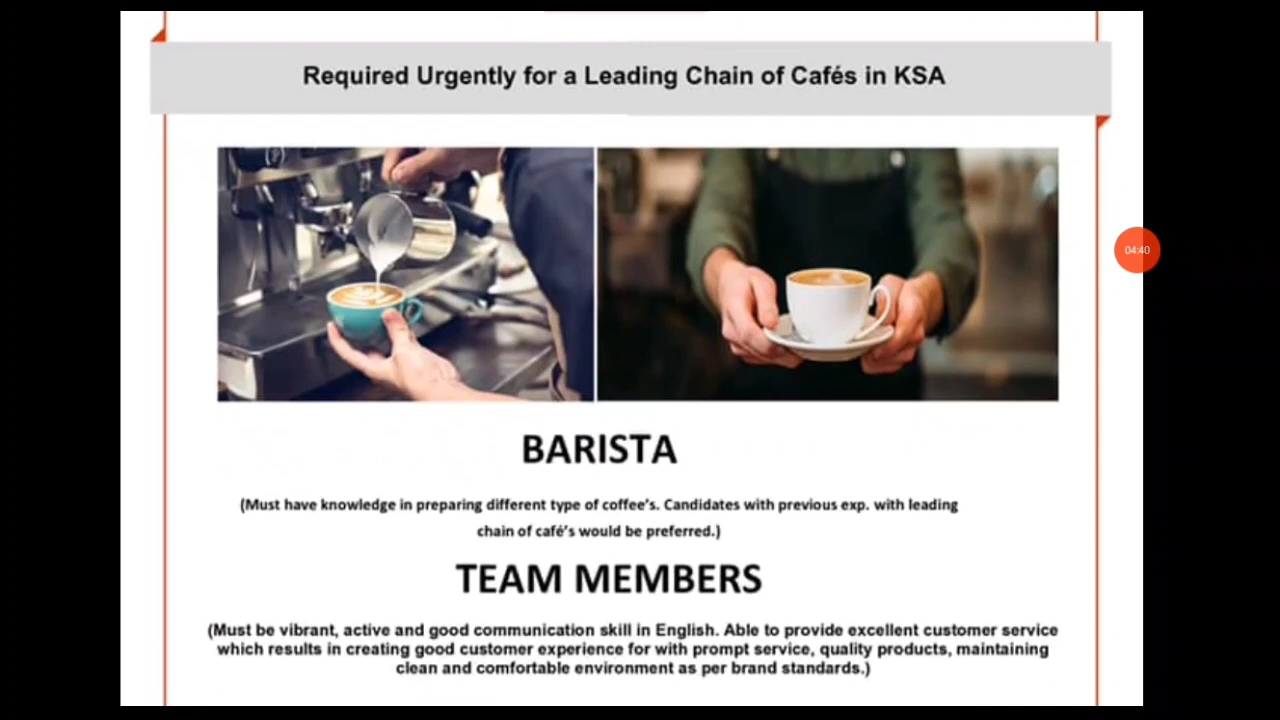 Required Urgently for a Leading Chain of Cafés in KSA
04:40
BARISTA
(Must have knowledge in preparing different type of coffee's. Candidates with previous exp. with leading
chain of café's would be preferred.)
TEAM MEMBERS
(Must be vibrant, active and good communication skill in English. Able to provide excellent customer service
which results in creating good customer experience for with prompt service, quality products, maintaining
clean and comfortable environment as per brand standards.)